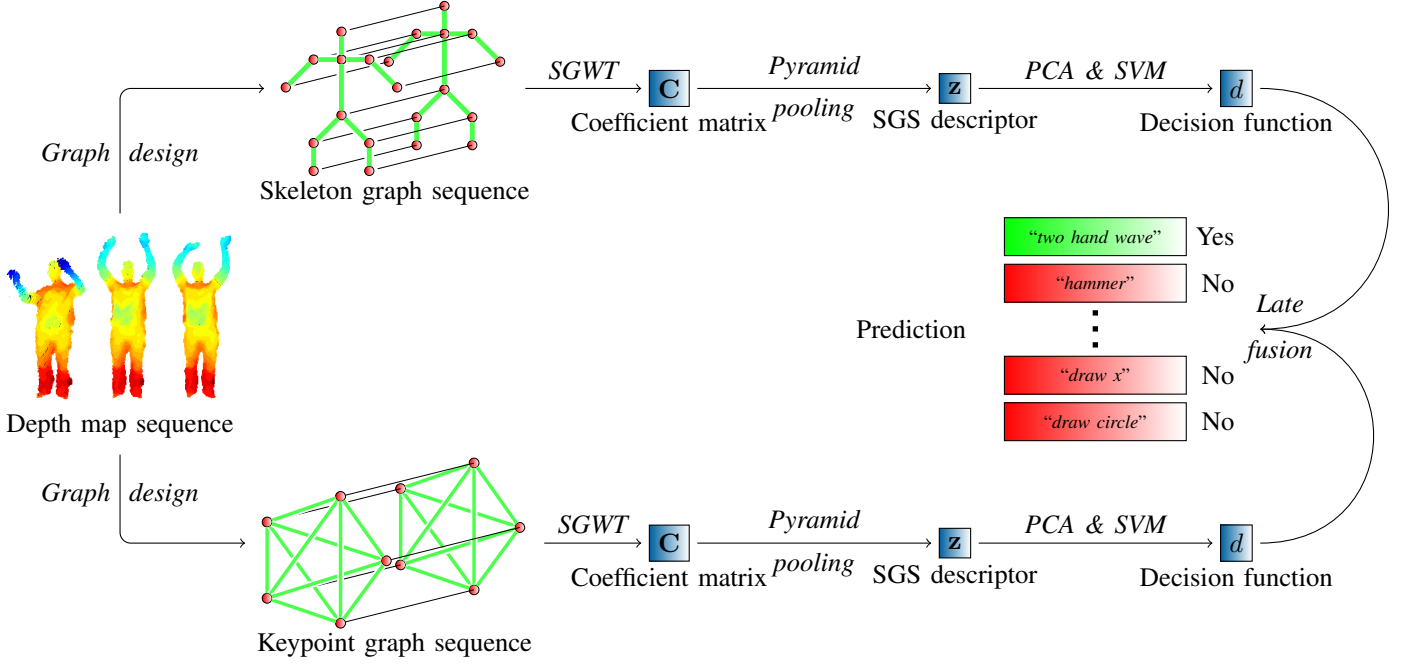 SGWT
C
Coefficient matrix
Pyramid
pooling
z
SGS descriptor
PCA & SVM
d
Decision function
Graph design
Skeleton graph sequence
"two hand wave" Yes
"hammer" No
Prediction
Late
fusion
"draw x" No
"draw circle" No
Depth map sequence
Graph design
SGWT
C
Coefficient matrix
Pyramid
pooling
z
SGS descriptor
PCA & SVM
d
Decision function
Keypoint graph sequence